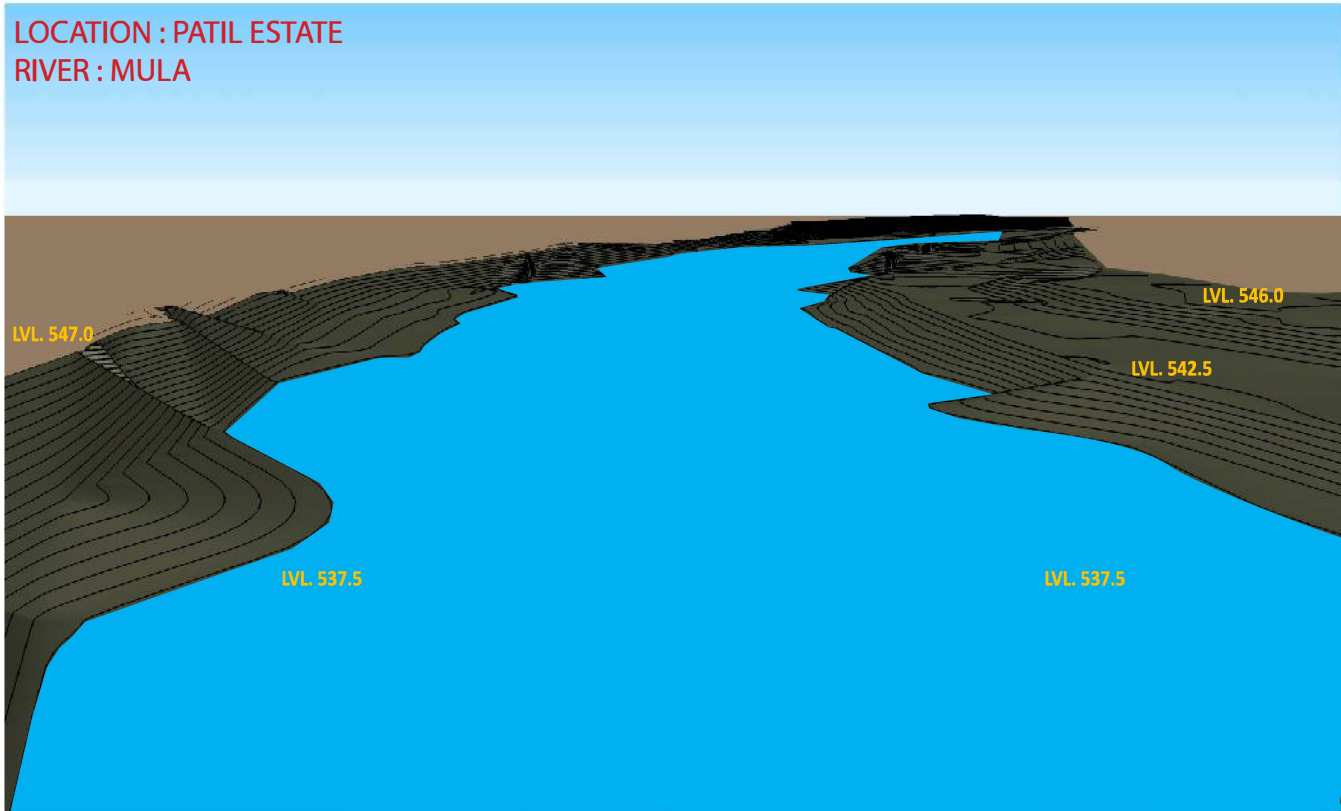 LOCATION : PATIL ESTATE
RIVER : MULA
LVL. 546.0
LVL. 547.0
LVL. 542.5
LVL. 537.5
LVL. 537.5